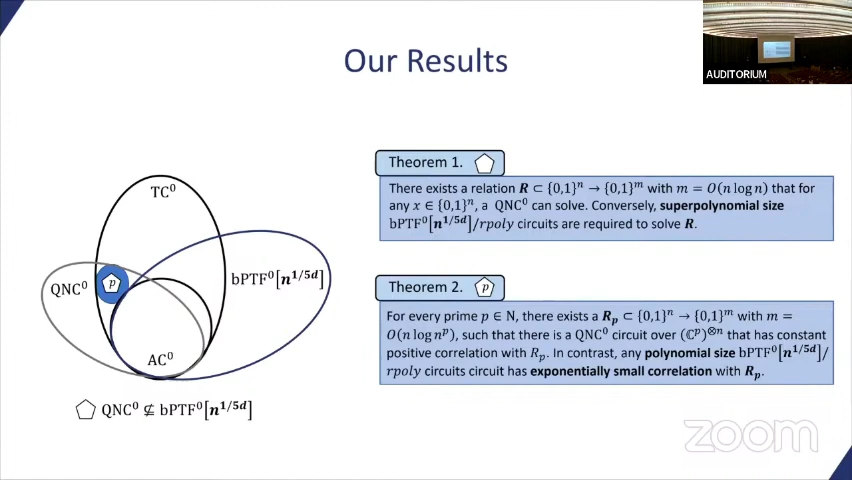 Our Results
AUDITORIUM
TC⁰
QNC⁰
p
bPTF⁰[n^{1/5d}]
AC⁰
QNC⁰ ⊈ bPTF⁰[n^{1/5d}]
Theorem 1.
There exists a relation R ⊂ {0,1}ⁿ → {0,1}ᵐ with m = O(n log n) that for
any x ∈ {0,1}ⁿ, a QNC⁰ can solve. Conversely, superpolynomial size
bPTF⁰[n^{1/5d}]/rpoly circuits are required to solve R.
Theorem 2. p
For every prime p ∈ N, there exists a R_p ⊂ {0,1}ⁿ → {0,1}ᵐ with m =
O(n log nᵖ), such that there is a QNC⁰ circuit over (ℂᵖ)^{⊗n} that has constant
positive correlation with R_p. In contrast, any polynomial size bPTF⁰[n^{1/5d}]/
rpoly circuits circuit has exponentially small correlation with R_p.
zoom